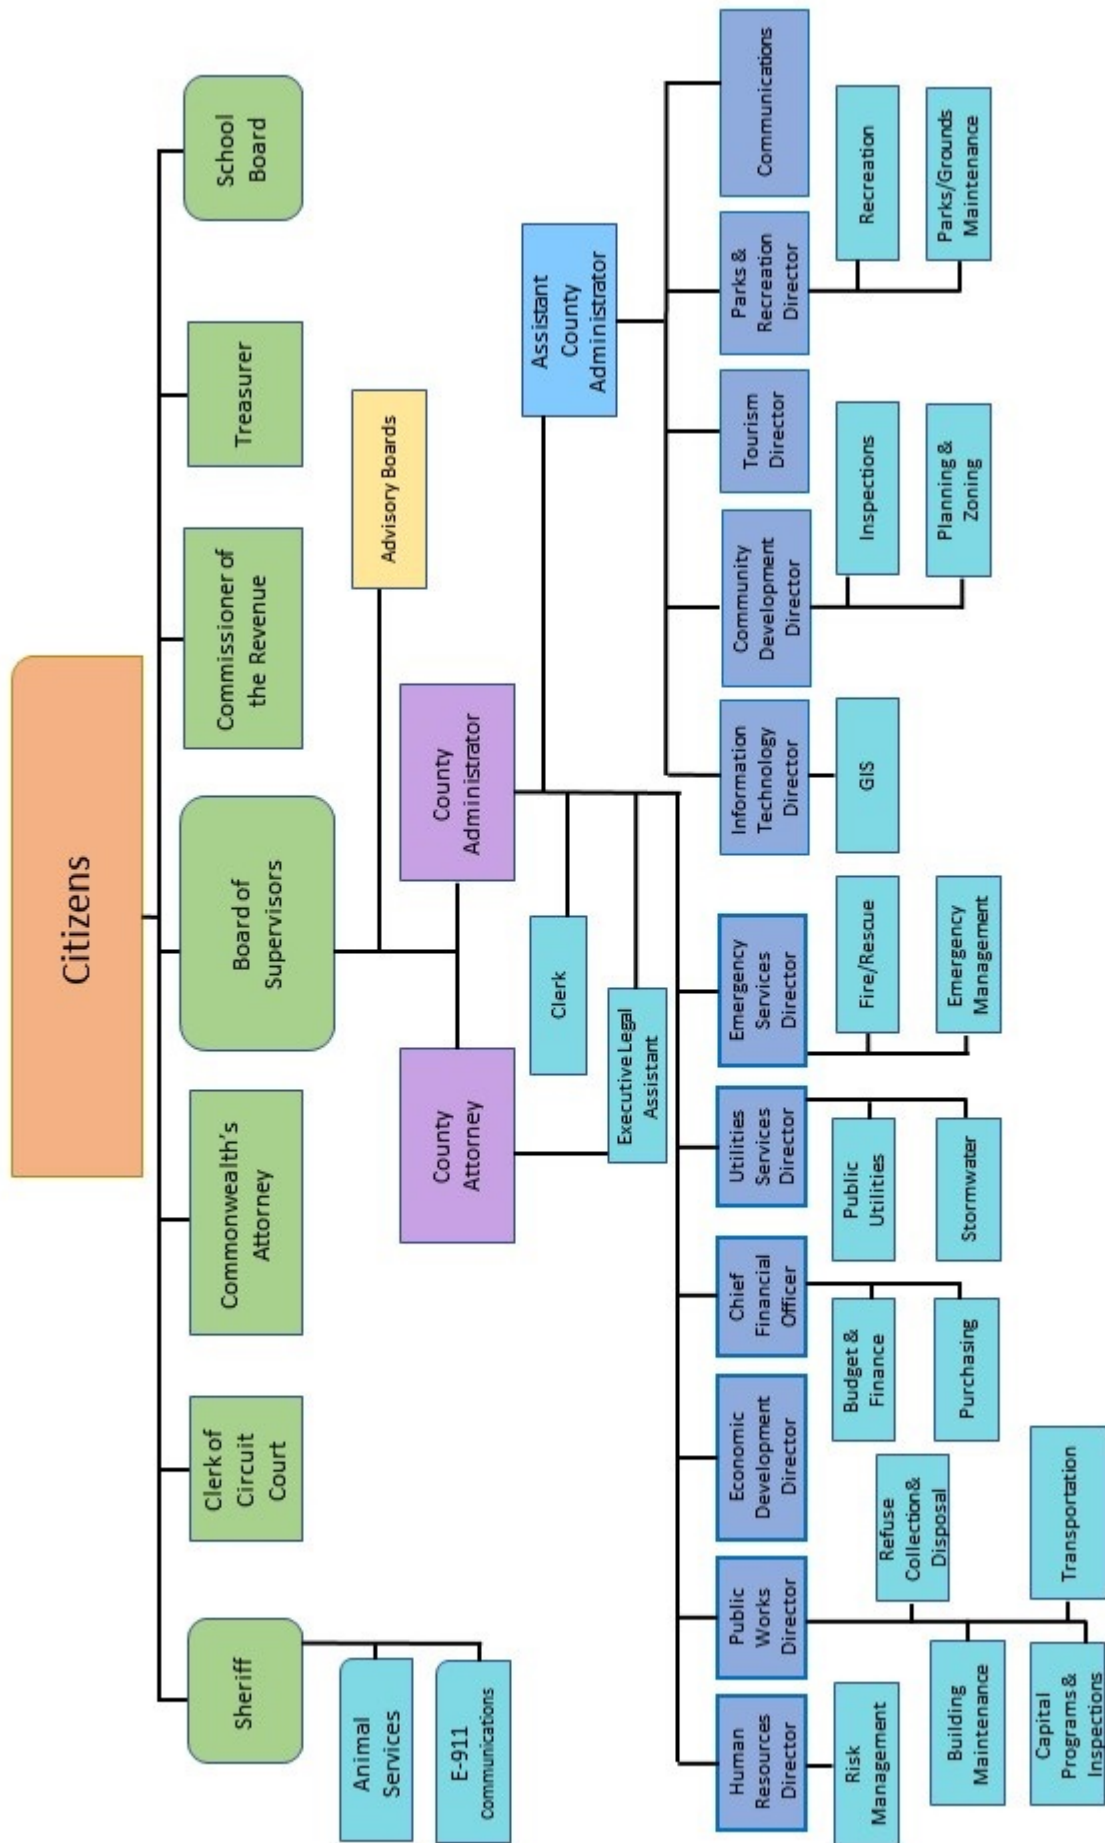 Citizens
Sheriff
Clerk of
Circuit
Court
Commonwealth's
Attorney
Board of
Supervisors
Commissioner of
the Revenue
Treasurer
School
Board
Animal
Services
E-911
Communications
Advisory Boards
County
Attorney
County
Administrator
Clerk
Executive Legal
Assistant
Assistant
County
Administrator
Human
Resources
Director
Public
Works
Director
Economic
Development
Director
Chief
Financial
Officer
Utilities
Services
Director
Emergency
Services
Director
Information
Technology
Director
Community
Development
Director
Tourism
Director
Parks &
Recreation
Director
Communications
Risk
Management
Refuse
Collection&
Disposal
Building
Maintenance
Transportation
Capital
Programs &
Inspections
Budget &
Finance
Purchasing
Public
Utilities
Stormwater
Fire/Rescue
Emergency
Management
GIS
Inspections
Planning &
Zoning
Recreation
Parks/Grounds
Maintenance